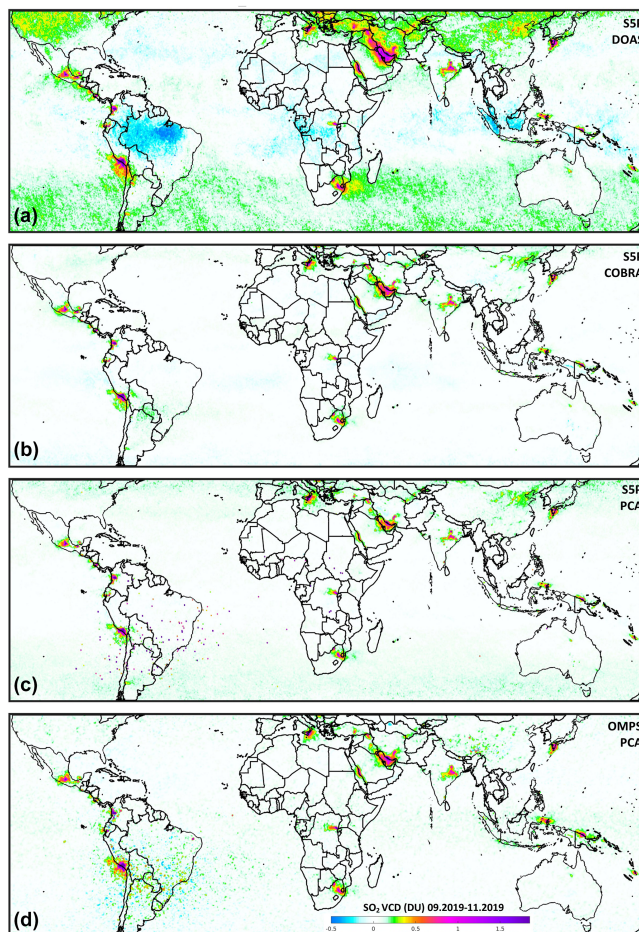 S5P
DOAS
(a)
S5P
COBRA
(b)
S5P
PCA
(c)
OMPS
PCA
SO₂ VCD (DU) 09.2019-11.2019
-0.5 0 0.5 1 1.5
(d)